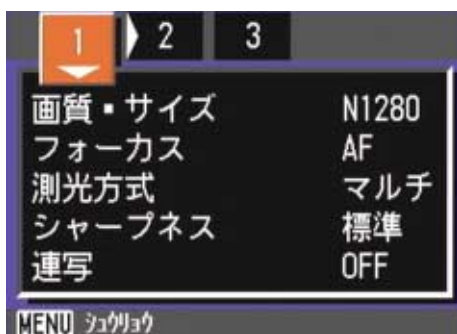 1 2 3
画質・サイズ N1280
フォーカス AF
測光方式 マルチ
シャープネス 標準
連写 OFF
MENU シュウリョウ